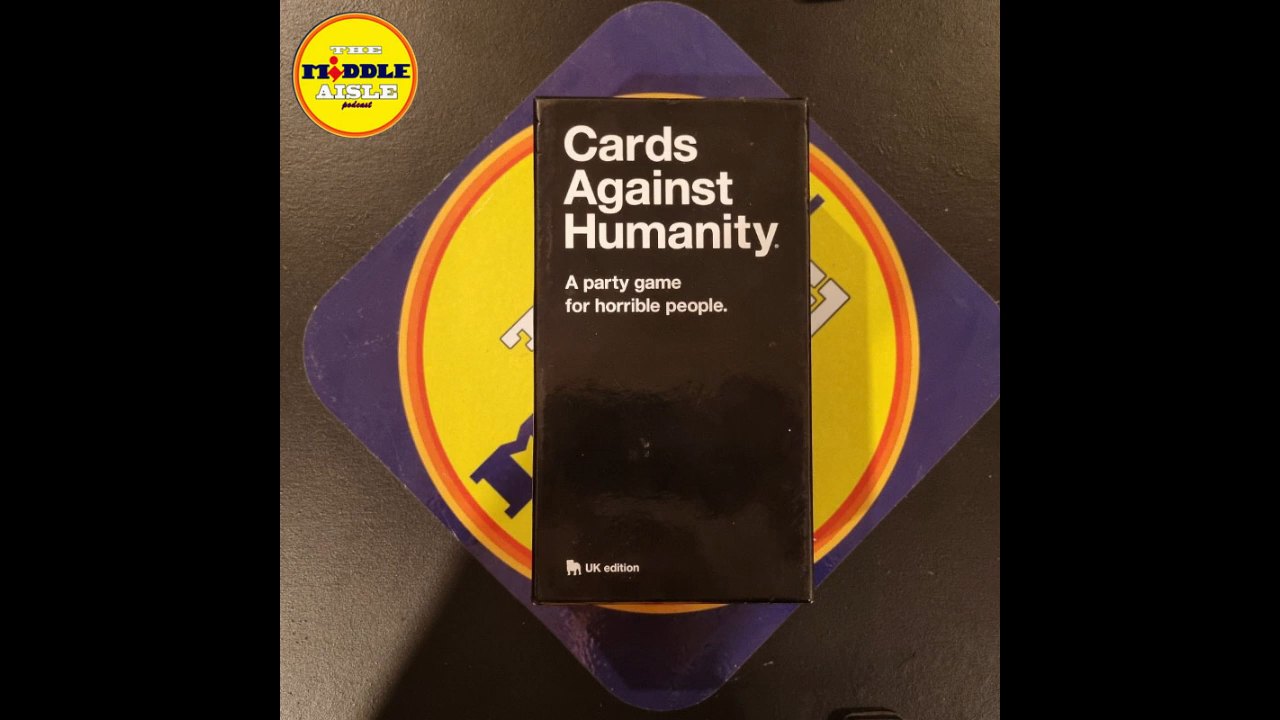 THE
MIDDLE
AISLE
podcast
Cards
Against
Humanity.
A party game
for horrible people.
UK edition